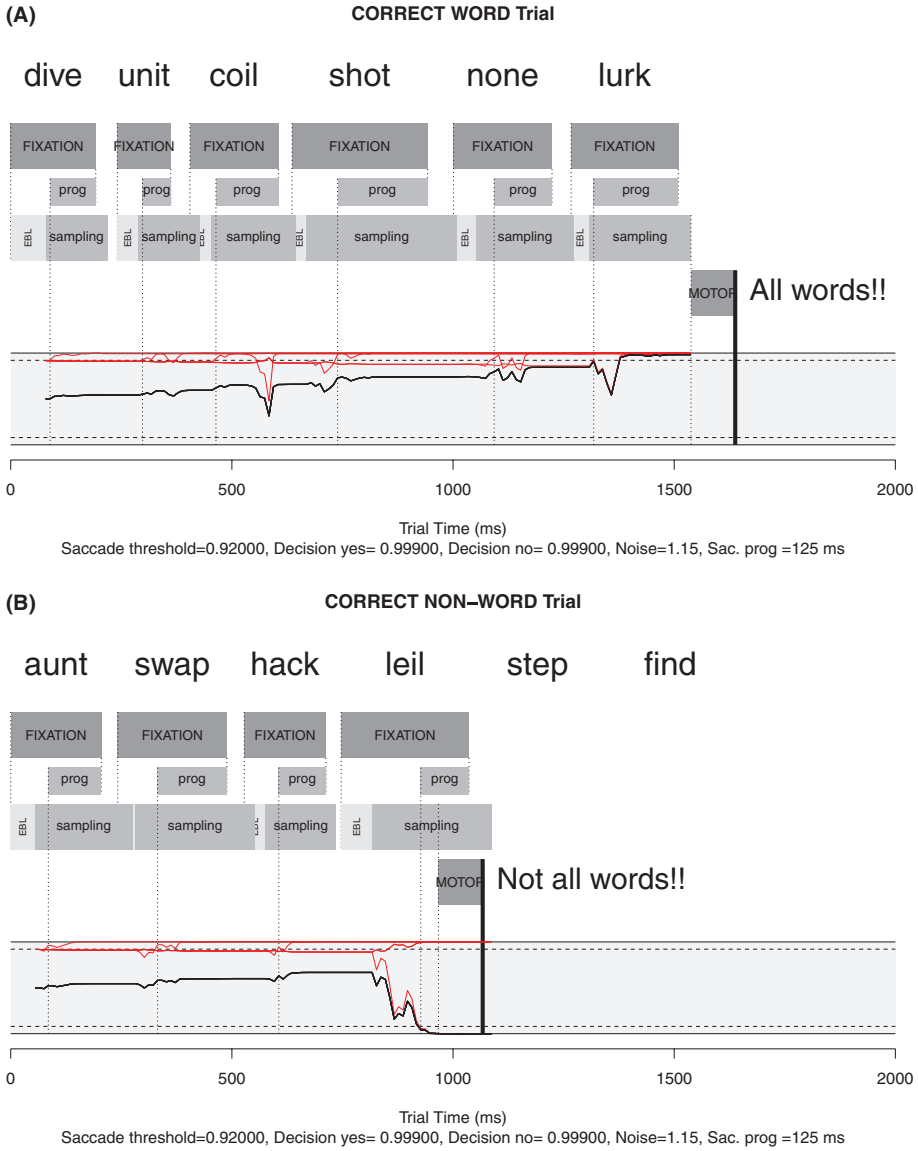 (A)
CORRECT WORD Trial
dive unit coil shot none lurk
FIXATION FIXATION FIXATION FIXATION FIXATION FIXATION
prog prog prog prog prog prog
EBL sampling EBL sampling EBL sampling EBL sampling EBL sampling EBL sampling
MOTOR All words!!
0 500 1000 1500 2000
Trial Time (ms)
Saccade threshold=0.92000, Decision yes= 0.99900, Decision no= 0.99900, Noise=1.15, Sac. prog =125 ms
(B)
CORRECT NON–WORD Trial
aunt swap hack leil step find
FIXATION FIXATION FIXATION FIXATION
prog prog prog prog
EBL sampling sampling EBL sampling EBL sampling
MOTOR Not all words!!
0 500 1000 1500 2000
Trial Time (ms)
Saccade threshold=0.92000, Decision yes= 0.99900, Decision no= 0.99900, Noise=1.15, Sac. prog =125 ms